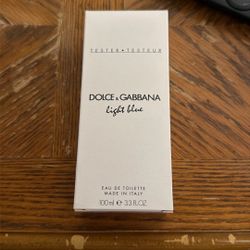 TESTER • TESTEUR
DOLCE & GABBANA
light blue
EAU DE TOILETTE
MADE IN ITALY
100ml e 3.3 FL.OZ.